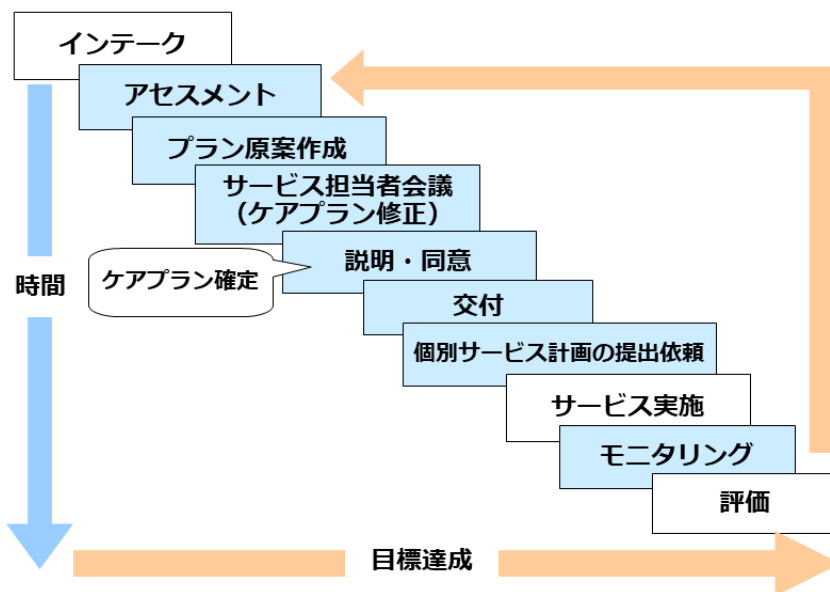 インテーク
アセスメント
プラン原案作成
サービス担当者会議
（ケアプラン修正）
説明・同意
ケアプラン確定
時間
交付
個別サービス計画の提出依頼
サービス実施
モニタリング
評価
目標達成